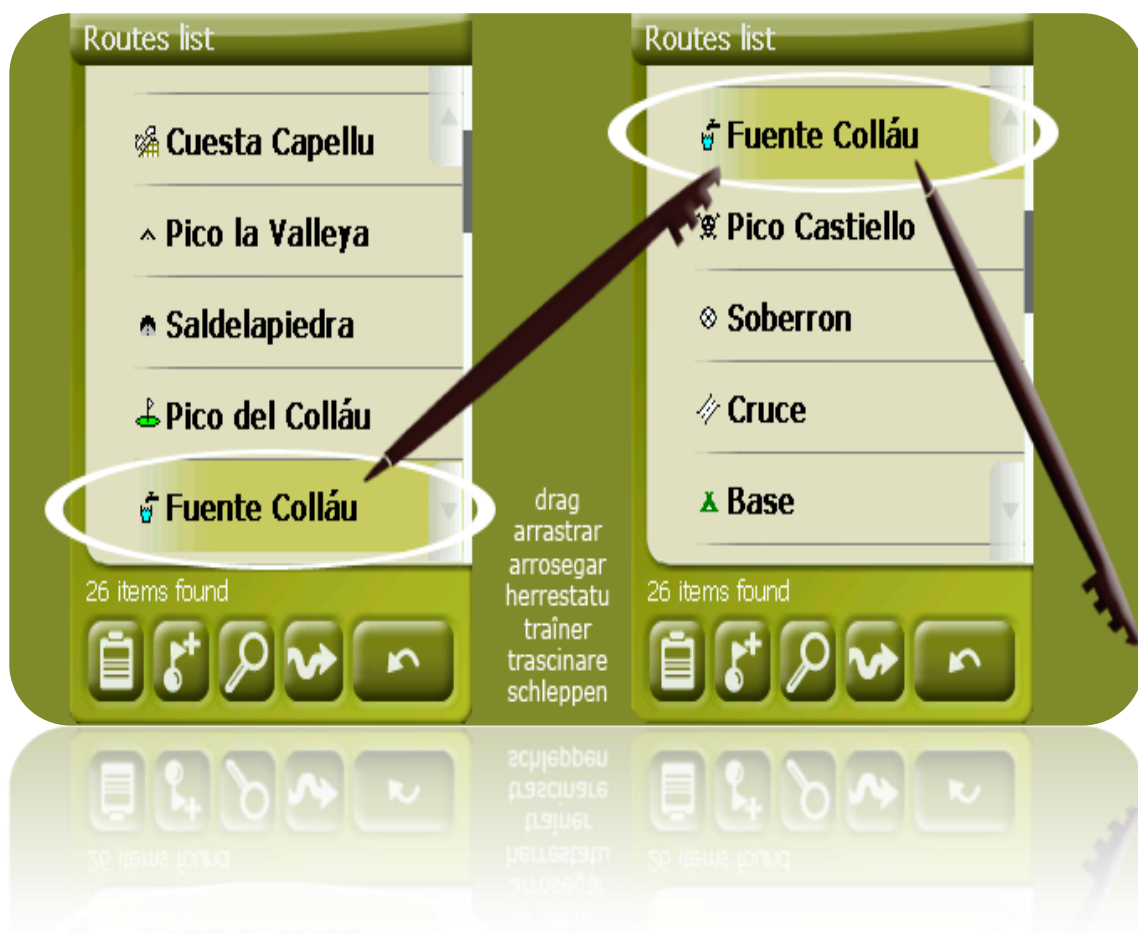 Routes list
Cuesta Capellu
Pico la Valleya
Saldelapiedra
Pico del Colláu
Fuente Colláu
26 items found
drag
arrastrar
arrosegar
herrestatu
traîner
trascinare
schleppen
Routes list
Fuente Colláu
Pico Castiello
Soberron
Cruce
Base
26 items found